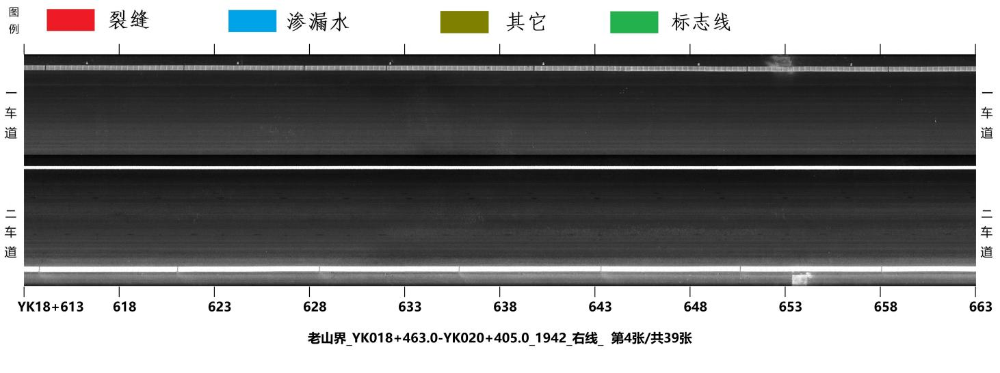 图例 裂缝 渗漏水 其它 标志线
一车道 一车道
二车道 二车道
YK18+613 618 623 628 633 638 643 648 653 658 663
老山界_YK018+463.0-YK020+405.0_1942_右线_ 第4张/共39张